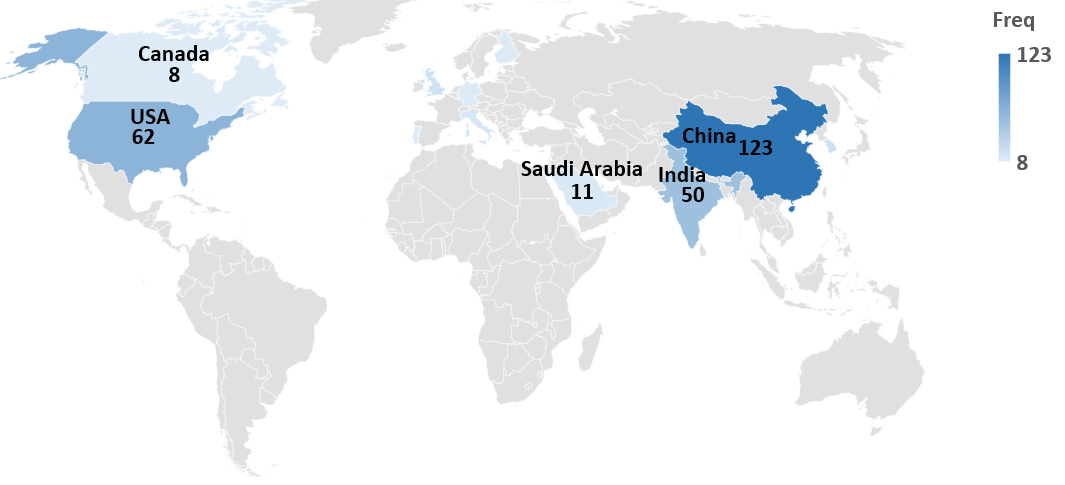 Freq
123
8
Canada
8
USA
62
China 123
Saudi Arabia
11
India
50